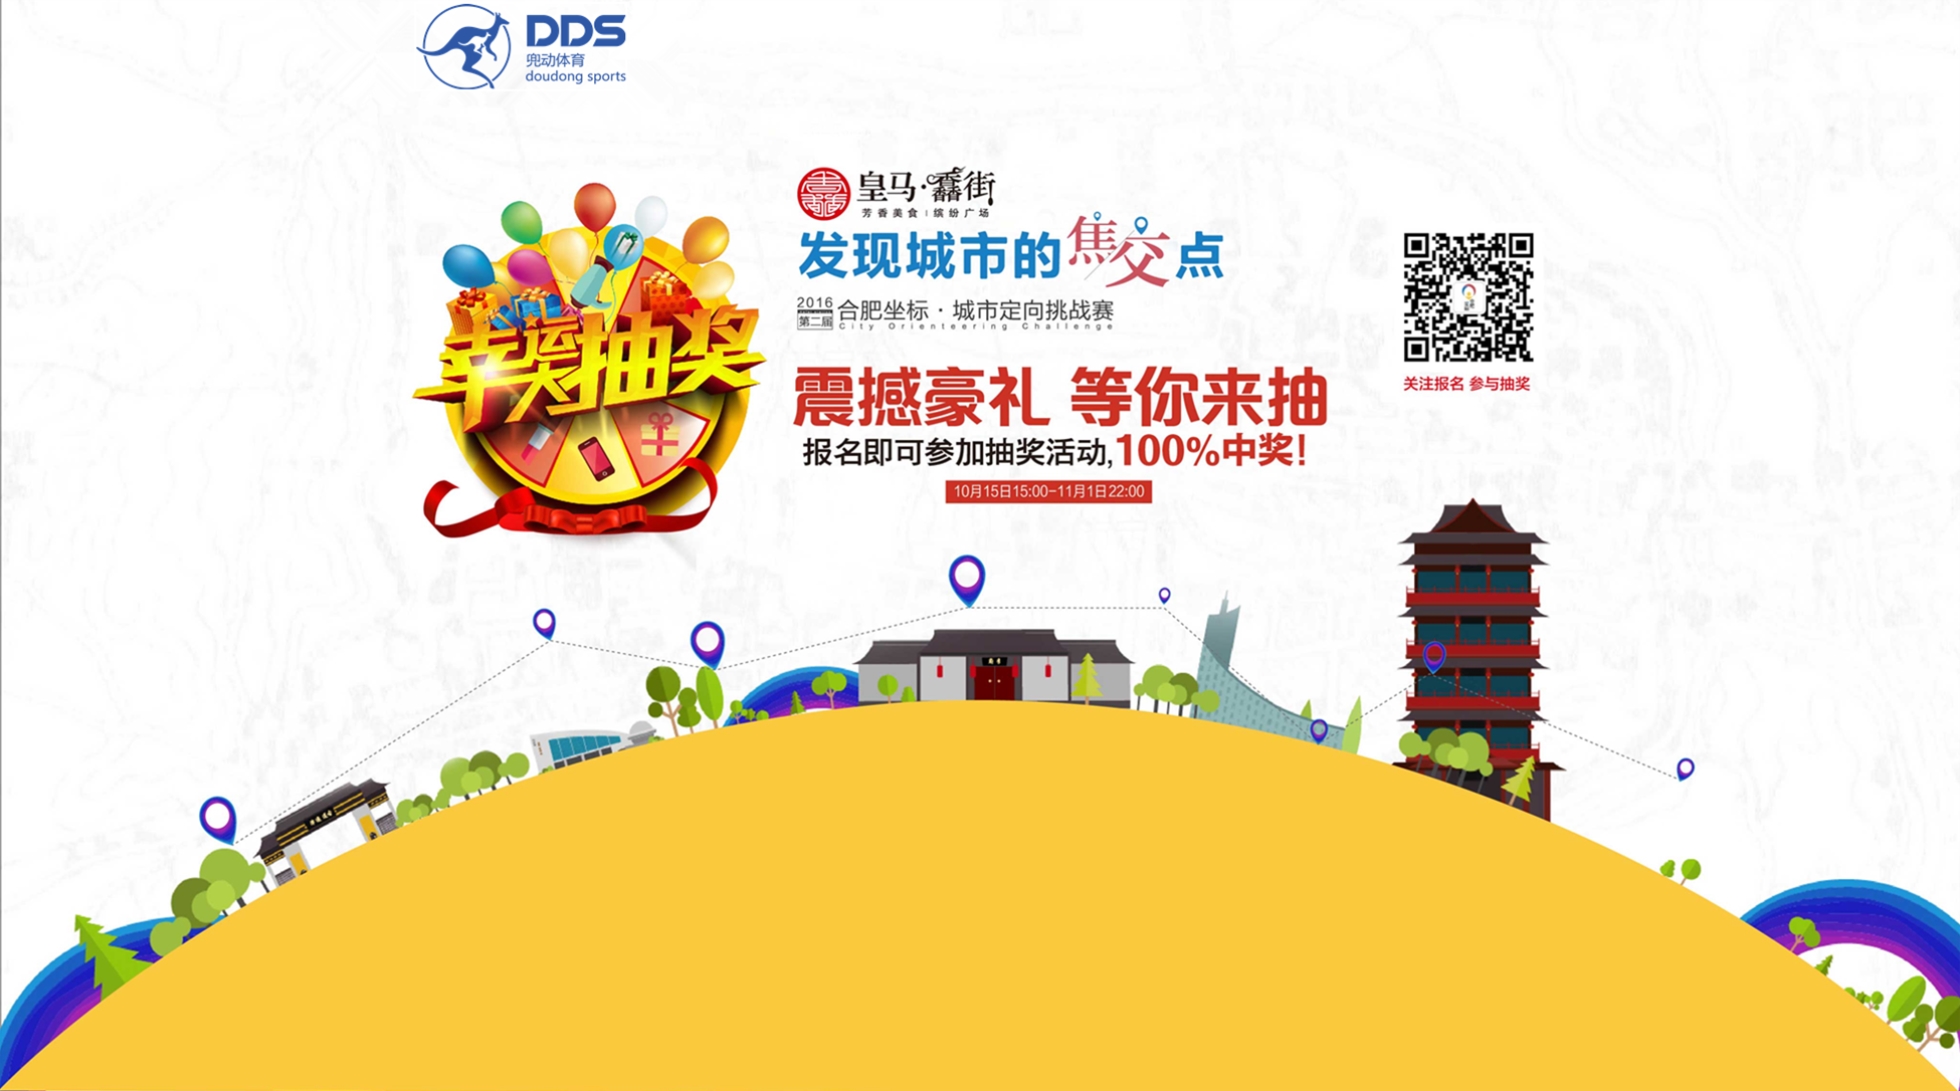 DDS
兜动体育
doudong sports
皇马·馫街
芳香美食 | 缤纷广场
发现城市的焦交点
2016
第二届
合肥坐标·城市定向挑战赛
City Orienteering Challenge
幸运大抽奖
震撼豪礼 等你来抽
报名即可参加抽奖活动,100%中奖!
10月15日15:00-11月1日22:00
关注报名 参与抽奖